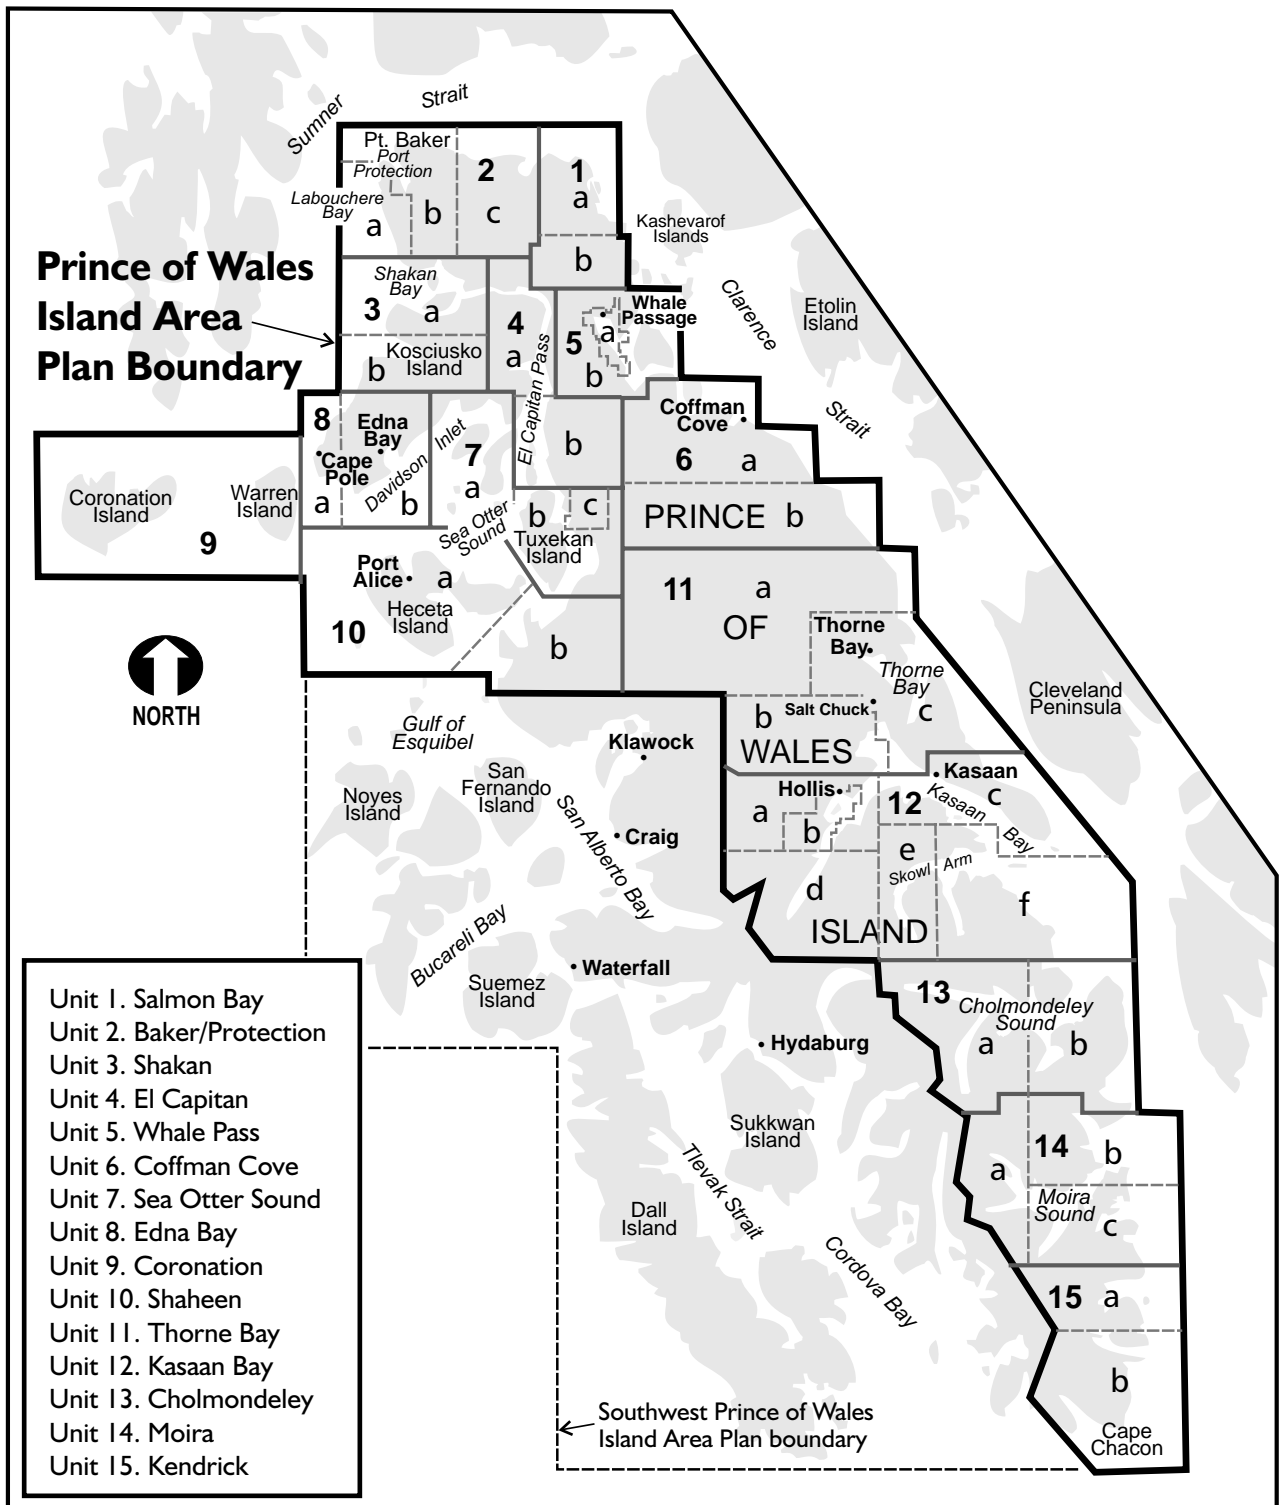 Sumner
Strait
Pt. Baker
Port
Protection
2
1
a
Labouchere
Bay
a
b
c
Kashevarof
Islands
b
Prince of Wales
Island Area
Plan Boundary
Shakan
Bay
3
a
4
a
Whale
Passage
5
a
b
Clarence
Strait
Etolin
Island
b
Kosciusko
Island
El Capitan Pass
8
Edna
Bay
Cape
Pole
a
Davidson
Inlet
b
7
a
b
Coffman
Cove
6
a
Coronation
Island
Warren
Island
9
Sea Otter
Sound
b
c
Tuxekan
Island
PRINCE
b
Port
Alice
a
Heceta
Island
10
b
11
a
OF
Thorne
Bay
Thorne
Bay
c
NORTH
Cleveland
Peninsula
Gulf of
Esquibel
Klawock
b
Salt Chuck
WALES
Noyes
Island
San
Fernando
Island
San Alberto Bay
Craig
Hollis
a
b
12
Kasaan
Kasaan
Bay
c
e
Skowl
Arm
d
f
ISLAND
Bucareli Bay
Suemez
Island
Waterfall
13
Cholmondeley
Sound
a
b
Hydaburg
Sukkwan
Island
Tlevak Strait
Dall
Island
Cordova Bay
14
a
b
Moira
Sound
c
15
a
b
Cape
Chacon
Southwest Prince of Wales
Island Area Plan boundary
Unit 1. Salmon Bay
Unit 2. Baker/Protection
Unit 3. Shakan
Unit 4. El Capitan
Unit 5. Whale Pass
Unit 6. Coffman Cove
Unit 7. Sea Otter Sound
Unit 8. Edna Bay
Unit 9. Coronation
Unit 10. Shaheen
Unit 11. Thorne Bay
Unit 12. Kasaan Bay
Unit 13. Cholmondeley
Unit 14. Moira
Unit 15. Kendrick